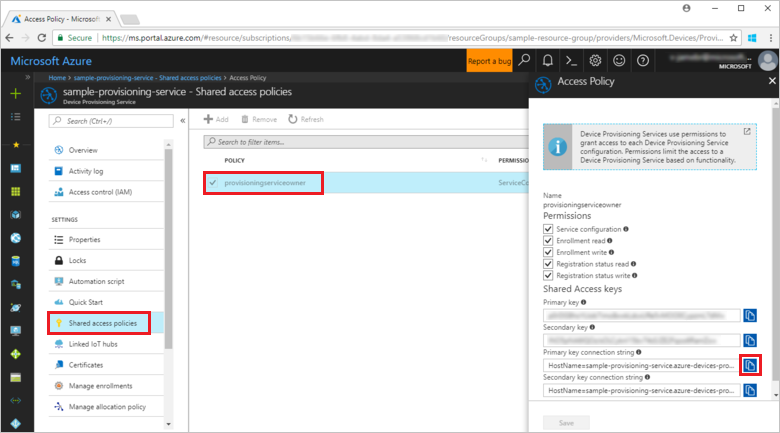 Access Policy - Microsoft
Secure https://ms.portal.azure.com/#resource/subscriptions/ /resourceGroups/sample-resource-group/providers/Microsoft.Devices/Provi...
Microsoft Azure
Report a bug
MICROSOFT
Home > sample-provisioning-service - Shared access policies > Access Policy
sample-provisioning-service - Shared access policies
Device Provisioning Service
Search (Ctrl+/)
Overview
Activity log
Access control (IAM)
SETTINGS
Properties
Locks
Automation script
Quick Start
Shared access policies
Linked IoT hubs
Certificates
Manage enrollments
Manage allocation policy
Add
Remove
Refresh
Search to filter items...
POLICY
PERMISSION
provisioningserviceowner
ServiceCo
Access Policy
Device Provisioning Services use permissions to
grant access to each Device Provisioning Service
configuration. Permissions limit the access to a
Device Provisioning Service based on functionality.
Name
provisioningserviceowner
Permissions
Service configuration
Enrollment read
Enrollment write
Registration status read
Registration status write
Shared Access keys
Primary key
Secondary key
Primary key connection string
HostName=sample-provisioning-service.azure-devices-pro...
Secondary key connection string
HostName=sample-provisioning-service.azure-devices-pro...
Save